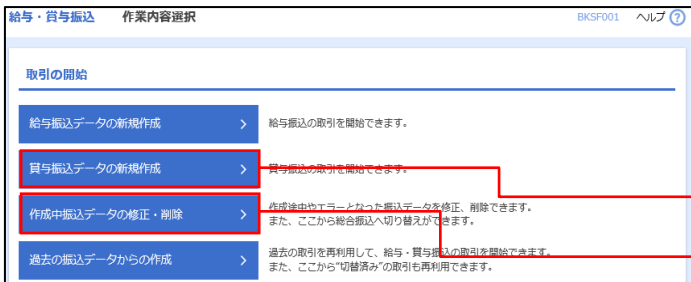 給与・賞与振込 作業内容選択 BKSF001 ヘルプ ?
取引の開始
給与振込データの新規作成 > 給与振込の取引を開始できます。
賞与振込データの新規作成 > 賞与振込の取引を開始できます。
作成中振込データの修正・削除 > 作成途中やエラーとなった振込データを修正、削除できます。
また、ここから総合振込へ切り替えができます。
過去の振込データからの作成 > 過去の取引を再利用して、給与・賞与振込の取引を開始できます。
また、ここから“切替済み”の取引も再利用できます。